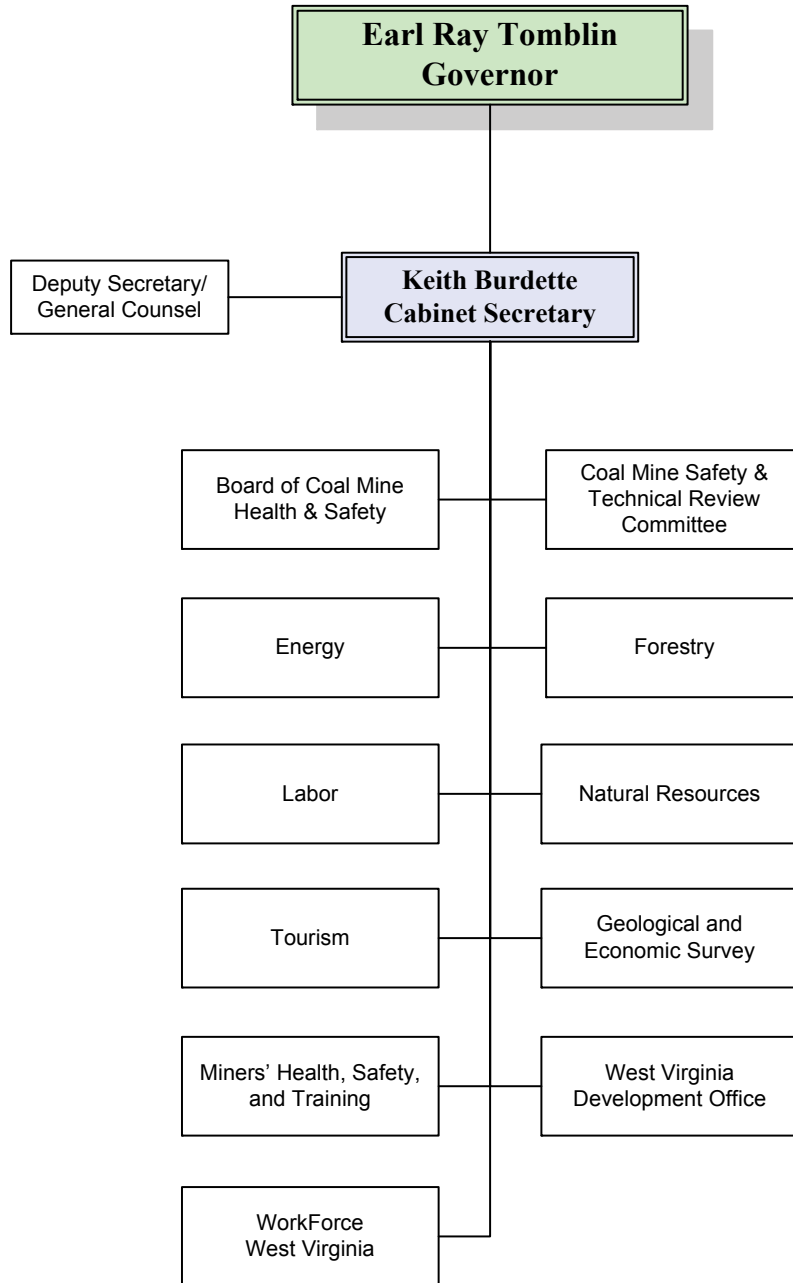 Earl Ray Tomblin
Governor
Deputy Secretary/
General Counsel
Keith Burdette
Cabinet Secretary
Board of Coal Mine
Health & Safety
Coal Mine Safety &
Technical Review
Committee
Energy
Forestry
Labor
Natural Resources
Tourism
Geological and
Economic Survey
Miners’ Health, Safety,
and Training
West Virginia
Development Office
WorkForce
West Virginia